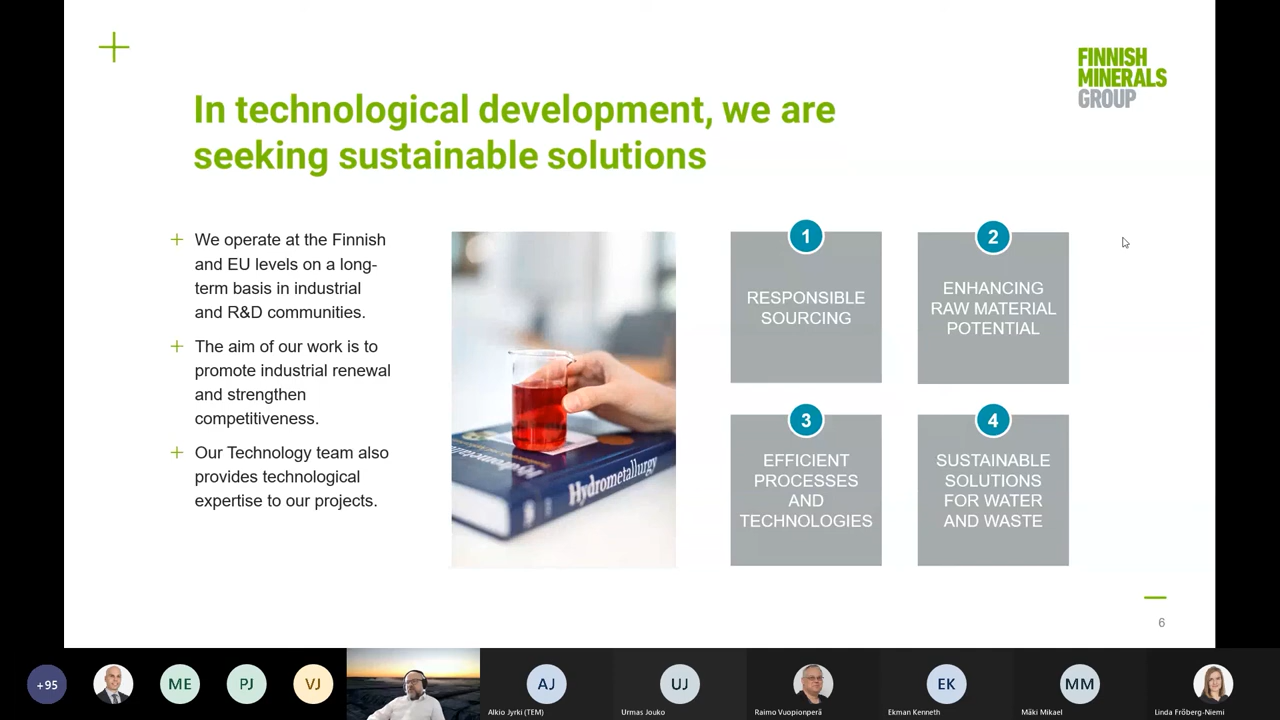 FINNISH
MINERALS
GROUP
In technological development, we are
seeking sustainable solutions
We operate at the Finnish
and EU levels on a long-
term basis in industrial
and R&D communities.
The aim of our work is to
promote industrial renewal
and strengthen
competitiveness.
Our Technology team also
provides technological
expertise to our projects.
Hydrometallurgy
1
RESPONSIBLE
SOURCING
2
ENHANCING
RAW MATERIAL
POTENTIAL
3
EFFICIENT
PROCESSES
AND
TECHNOLOGIES
4
SUSTAINABLE
SOLUTIONS
FOR WATER
AND WASTE
6
+95
ME
PJ
VJ
AJ
Alkio Jyrki (TEM)
UJ
Urmas Jouko
Raimo Vuopionperä
EK
Ekman Kenneth
MM
Mäki Mikael
Linda Fröberg-Niemi